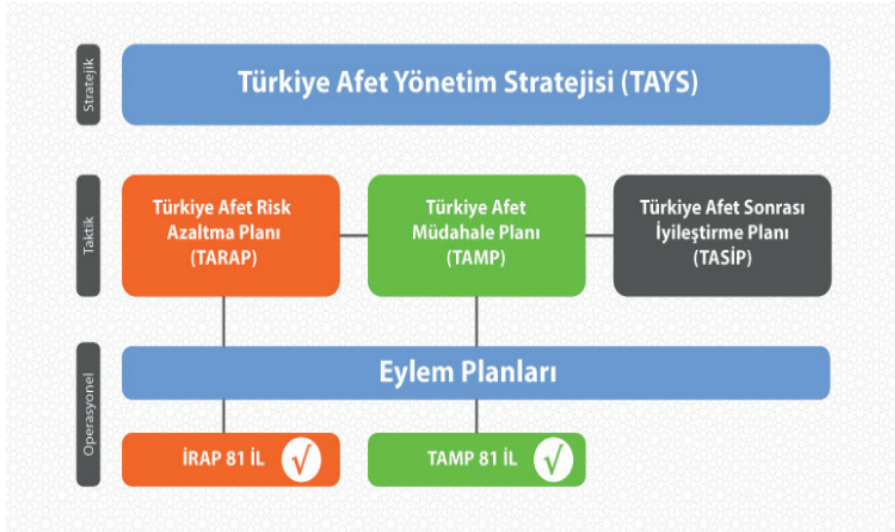 Stratejik
Türkiye Afet Yönetim Stratejisi (TAYS)
Taktik
Türkiye Afet Risk
Azaltma Planı
(TARAP)
Türkiye Afet
Müdahale Planı
(TAMP)
Türkiye Afet Sonrası
İyileştirme Planı
(TASİP)
Operasyonel
Eylem Planları
İRAP 81 İL √
TAMP 81 İL √